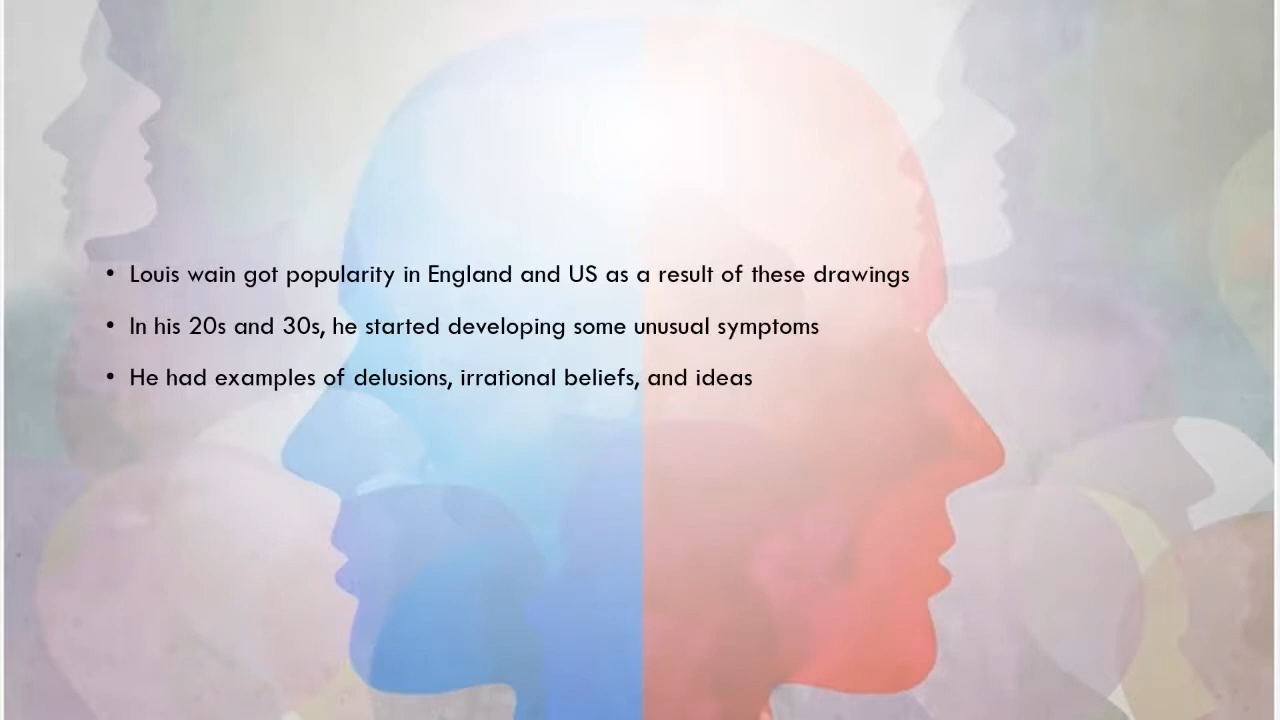 • Louis wain got popularity in England and US as a result of these drawings
• In his 20s and 30s, he started developing some unusual symptoms
• He had examples of delusions, irrational beliefs, and ideas